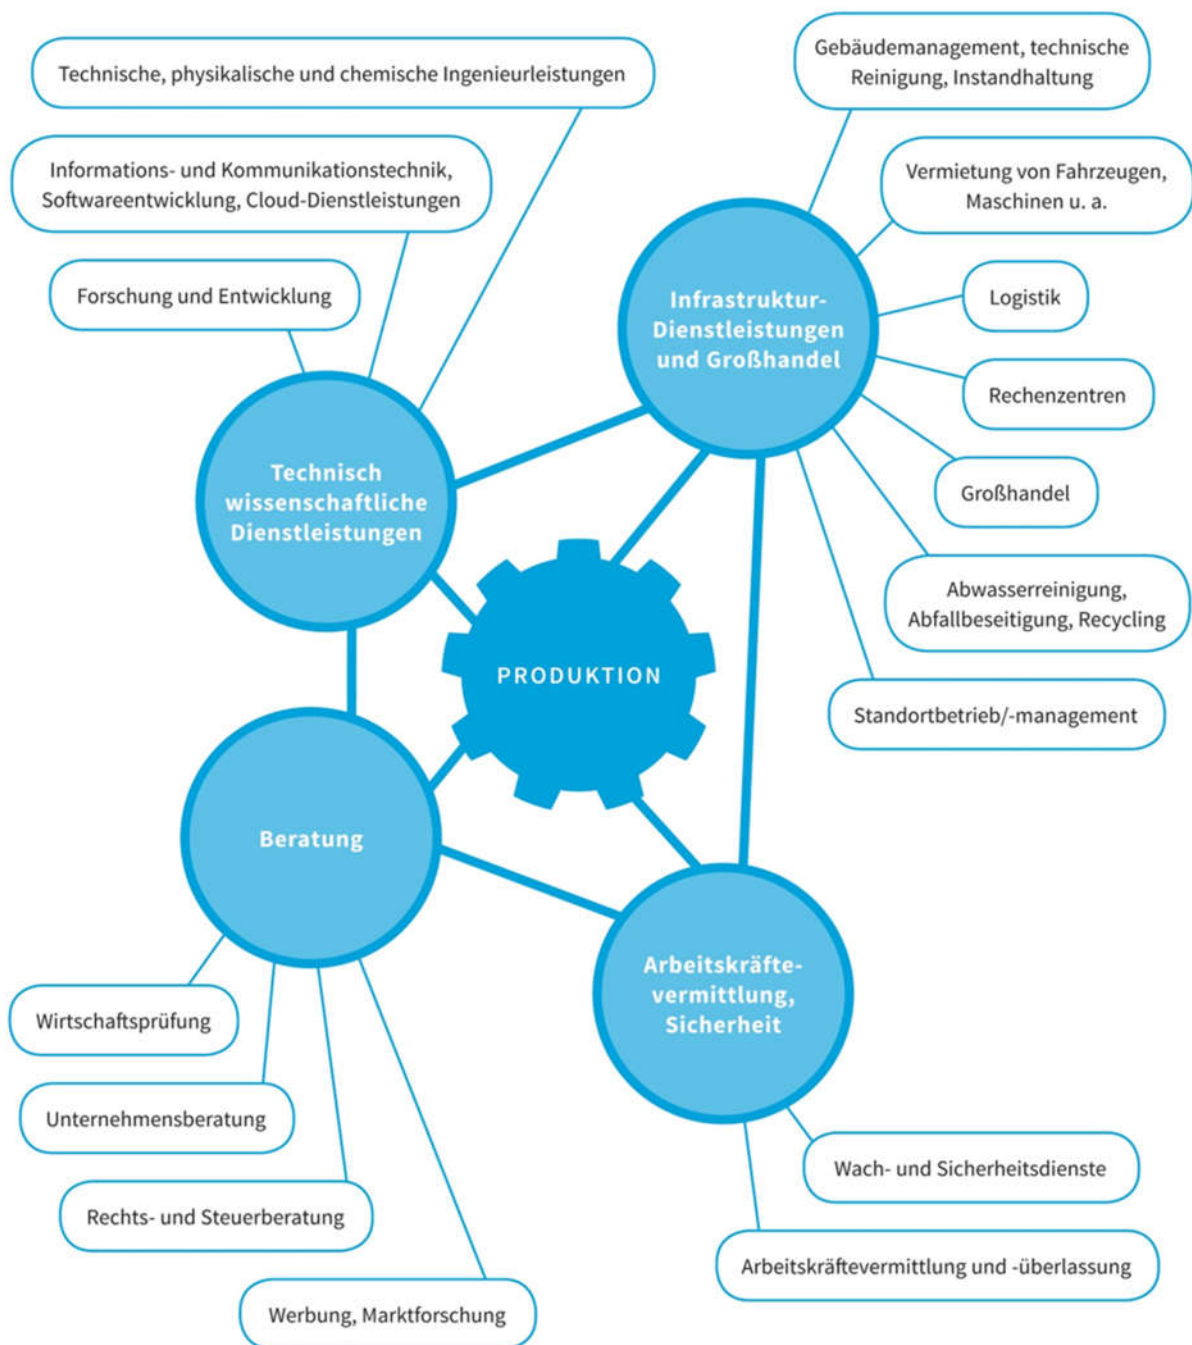 Technische, physikalische und chemische Ingenieurleistungen
Informations- und Kommunikationstechnik,
Softwareentwicklung, Cloud-Dienstleistungen
Forschung und Entwicklung
Technisch
wissenschaftliche
Dienstleistungen
Gebäudemanagement, technische
Reinigung, Instandhaltung
Vermietung von Fahrzeugen,
Maschinen u. a.
Logistik
Rechenzentren
Großhandel
Abwasserreinigung,
Abfallbeseitigung, Recycling
Standortbetrieb/-management
Infrastruktur-
Dienstleistungen
und Großhandel
PRODUKTION
Beratung
Wirtschaftsprüfung
Unternehmensberatung
Rechts- und Steuerberatung
Werbung, Marktforschung
Arbeitskräfte-
vermittlung,
Sicherheit
Wach- und Sicherheitsdienste
Arbeitskräftevermittlung und -überlassung